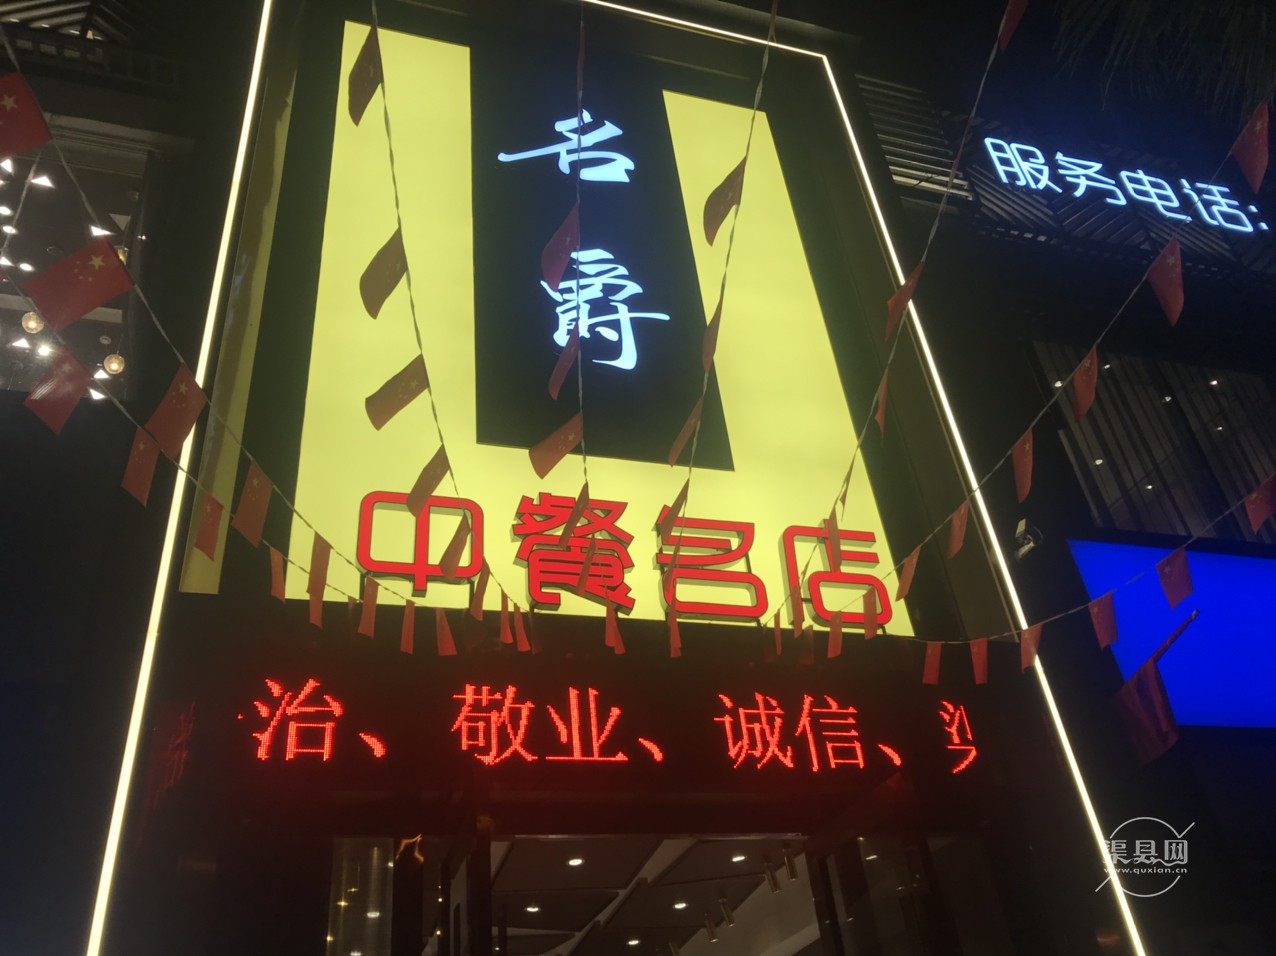 爵
服务电话:
中餐名店
治、敬业、诚信、
渠县网
www.quxian.cn